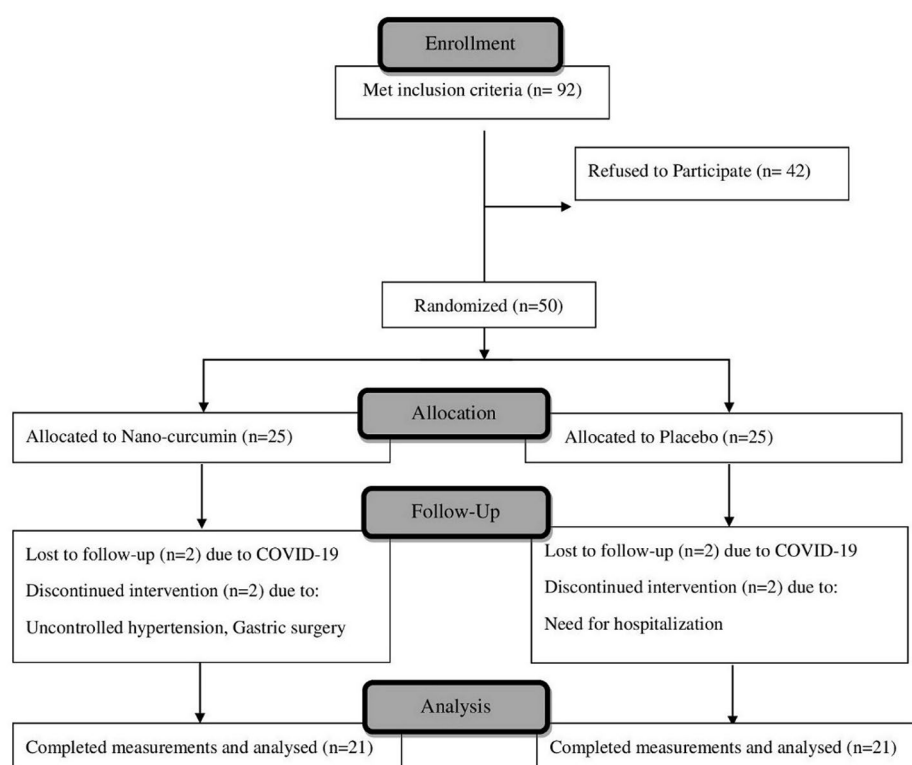 Enrollment
Met inclusion criteria (n= 92)
Refused to Participate (n= 42)
Randomized (n=50)
Allocation
Allocated to Nano-curcumin (n=25)
Allocated to Placebo (n=25)
Follow-Up
Lost to follow-up (n=2) due to COVID-19
Discontinued intervention (n=2) due to:
Uncontrolled hypertension, Gastric surgery
Lost to follow-up (n=2) due to COVID-19
Discontinued intervention (n=2) due to:
Need for hospitalization
Analysis
Completed measurements and analysed (n=21)
Completed measurements and analysed (n=21)